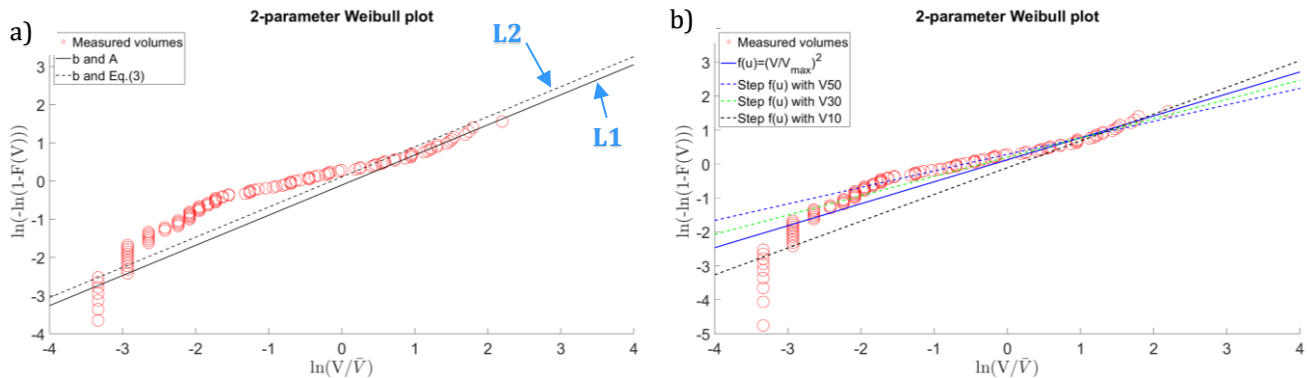 a)
2-parameter Weibull plot
Measured volumes
b and A
b and Eq.(3)
L2
L1
3
2
1
0
-1
-2
-3
-4
ln(-ln(1-F(V)))
-4 -3 -2 -1 0 1 2 3 4
ln(V/V̄)
b)
2-parameter Weibull plot
Measured volumes
f(u)=(V/Vmax)2
Step f(u) with V50
Step f(u) with V30
Step f(u) with V10
3
2
1
0
-1
-2
-3
-4
-5
ln(-ln(1-F(V)))
-4 -3 -2 -1 0 1 2 3 4
ln(V/V̄)